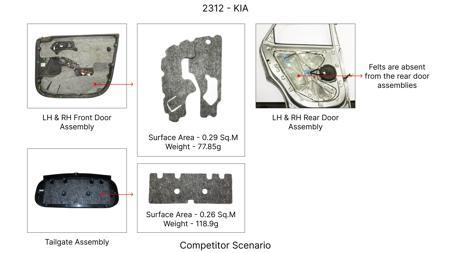 2312 - KIA
LH & RH Front Door
Assembly
Surface Area - 0.29 Sq.M
Weight - 77.85g
LH & RH Rear Door
Assembly
Felts are absent
from the rear door
assemblies
Tailgate Assembly
Surface Area - 0.26 Sq.M
Weight - 118.9g
Competitor Scenario